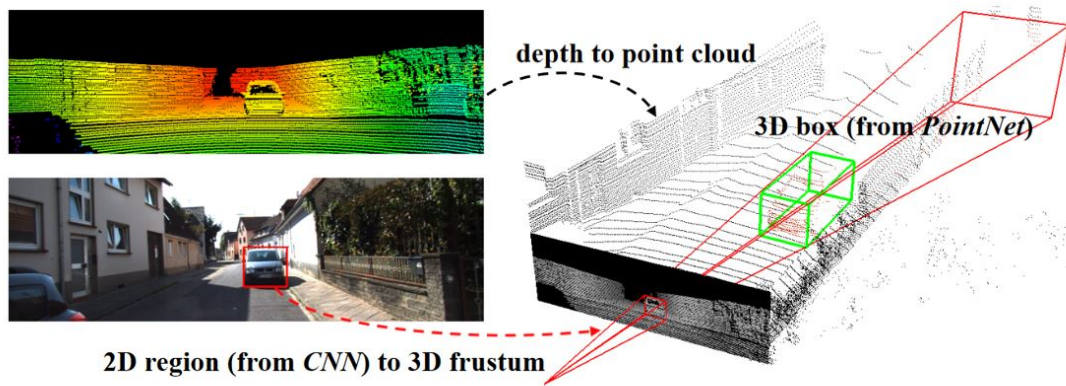 depth to point cloud
3D box (from PointNet)
2D region (from CNN) to 3D frustum